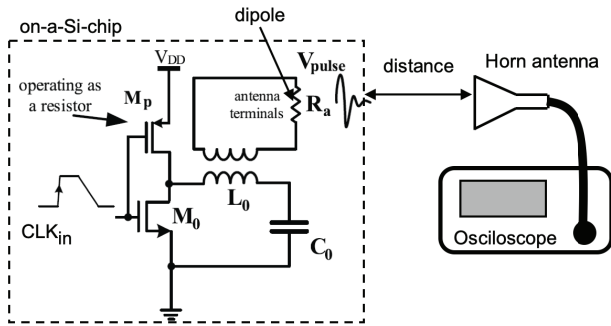 on-a-Si-chip
dipole
VDD
Vpulse
distance
Horn antenna
operating as
a resistor
Mp
antenna
terminals
Ra
CLKin
M0
L0
C0
Osciloscope